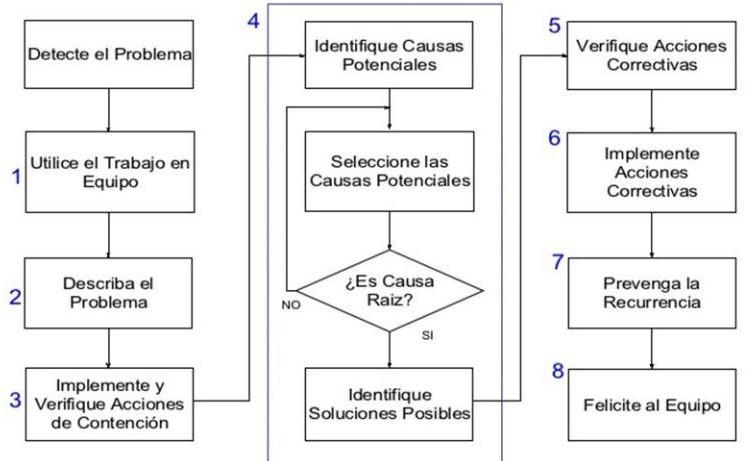 Detecte el Problema
1
Utilice el Trabajo en
Equipo
2
Describa el
Problema
3
Implemente y
Verifique Acciones
de Contención
4
Identifique Causas
Potenciales
Seleccione las
Causas Potenciales
¿Es Causa
Raiz?
NO
SI
Identifique
Soluciones Posibles
5
Verifique Acciones
Correctivas
6
Implemente
Acciones
Correctivas
7
Prevenga la
Recurrencia
8
Felicite al Equipo